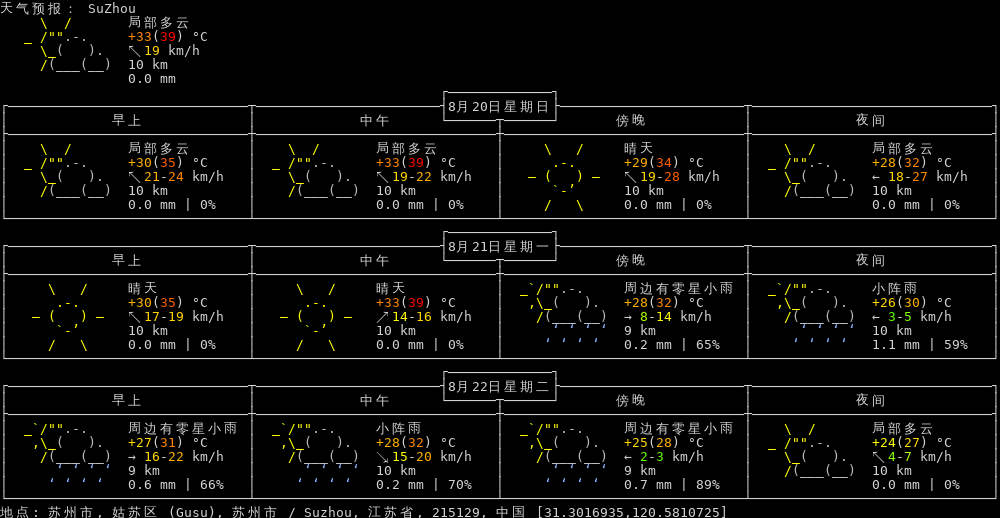 天气预报: SuZhou
局部多云
+33(39) °C
↖ 19 km/h
10 km
0.0 mm
8月20日星期日
早上 中午 傍晚 夜间
局部多云 局部多云 晴天 局部多云
+30(35) °C +33(39) °C +29(34) °C +28(32) °C
↖ 21-24 km/h ↖ 19-22 km/h ↖ 19-28 km/h ← 18-27 km/h
10 km 10 km 10 km 10 km
0.0 mm | 0% 0.0 mm | 0% 0.0 mm | 0% 0.0 mm | 0%
8月21日星期一
早上 中午 傍晚 夜间
晴天 晴天 周边有零星小雨 小阵雨
+30(35) °C +33(39) °C +28(32) °C +26(30) °C
↖ 17-19 km/h ↗ 14-16 km/h → 8-14 km/h ← 3-5 km/h
10 km 10 km 9 km 10 km
0.0 mm | 0% 0.0 mm | 0% 0.2 mm | 65% 1.1 mm | 59%
8月22日星期二
早上 中午 傍晚 夜间
周边有零星小雨 小阵雨 周边有零星小雨 局部多云
+27(31) °C +28(32) °C +25(28) °C +24(27) °C
→ 16-22 km/h ↘ 15-20 km/h ← 2-3 km/h ↖ 4-7 km/h
9 km 10 km 9 km 10 km
0.6 mm | 66% 0.2 mm | 70% 0.7 mm | 89% 0.0 mm | 0%
地点: 苏州市, 姑苏区 (Gusu), 苏州市 / Suzhou, 江苏省, 215129, 中国 [31.3016935,120.5810725]